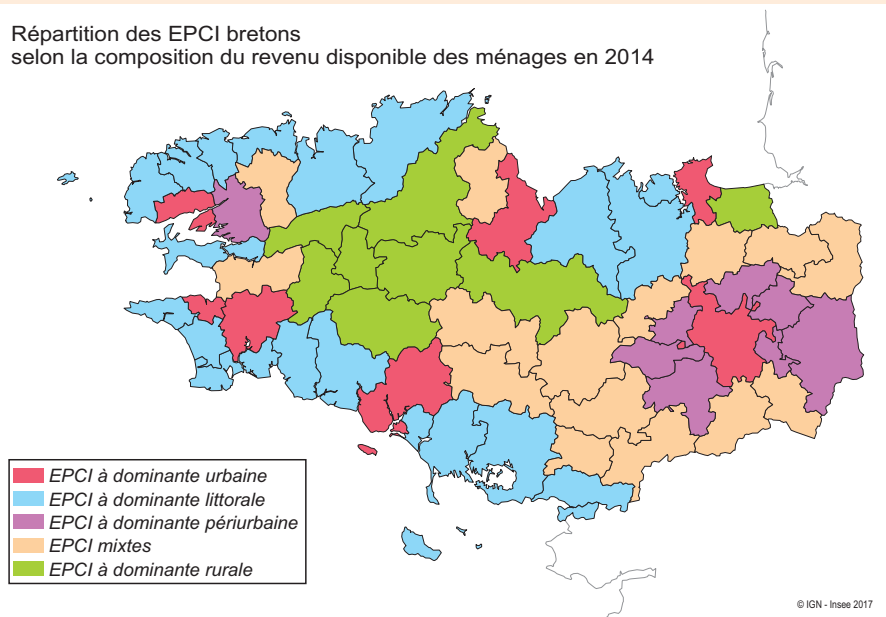 Répartition des EPCI bretons
selon la composition du revenu disponible des ménages en 2014
EPCI à dominante urbaine
EPCI à dominante littorale
EPCI à dominante périurbaine
EPCI mixtes
EPCI à dominante rurale
© IGN - Insee 2017